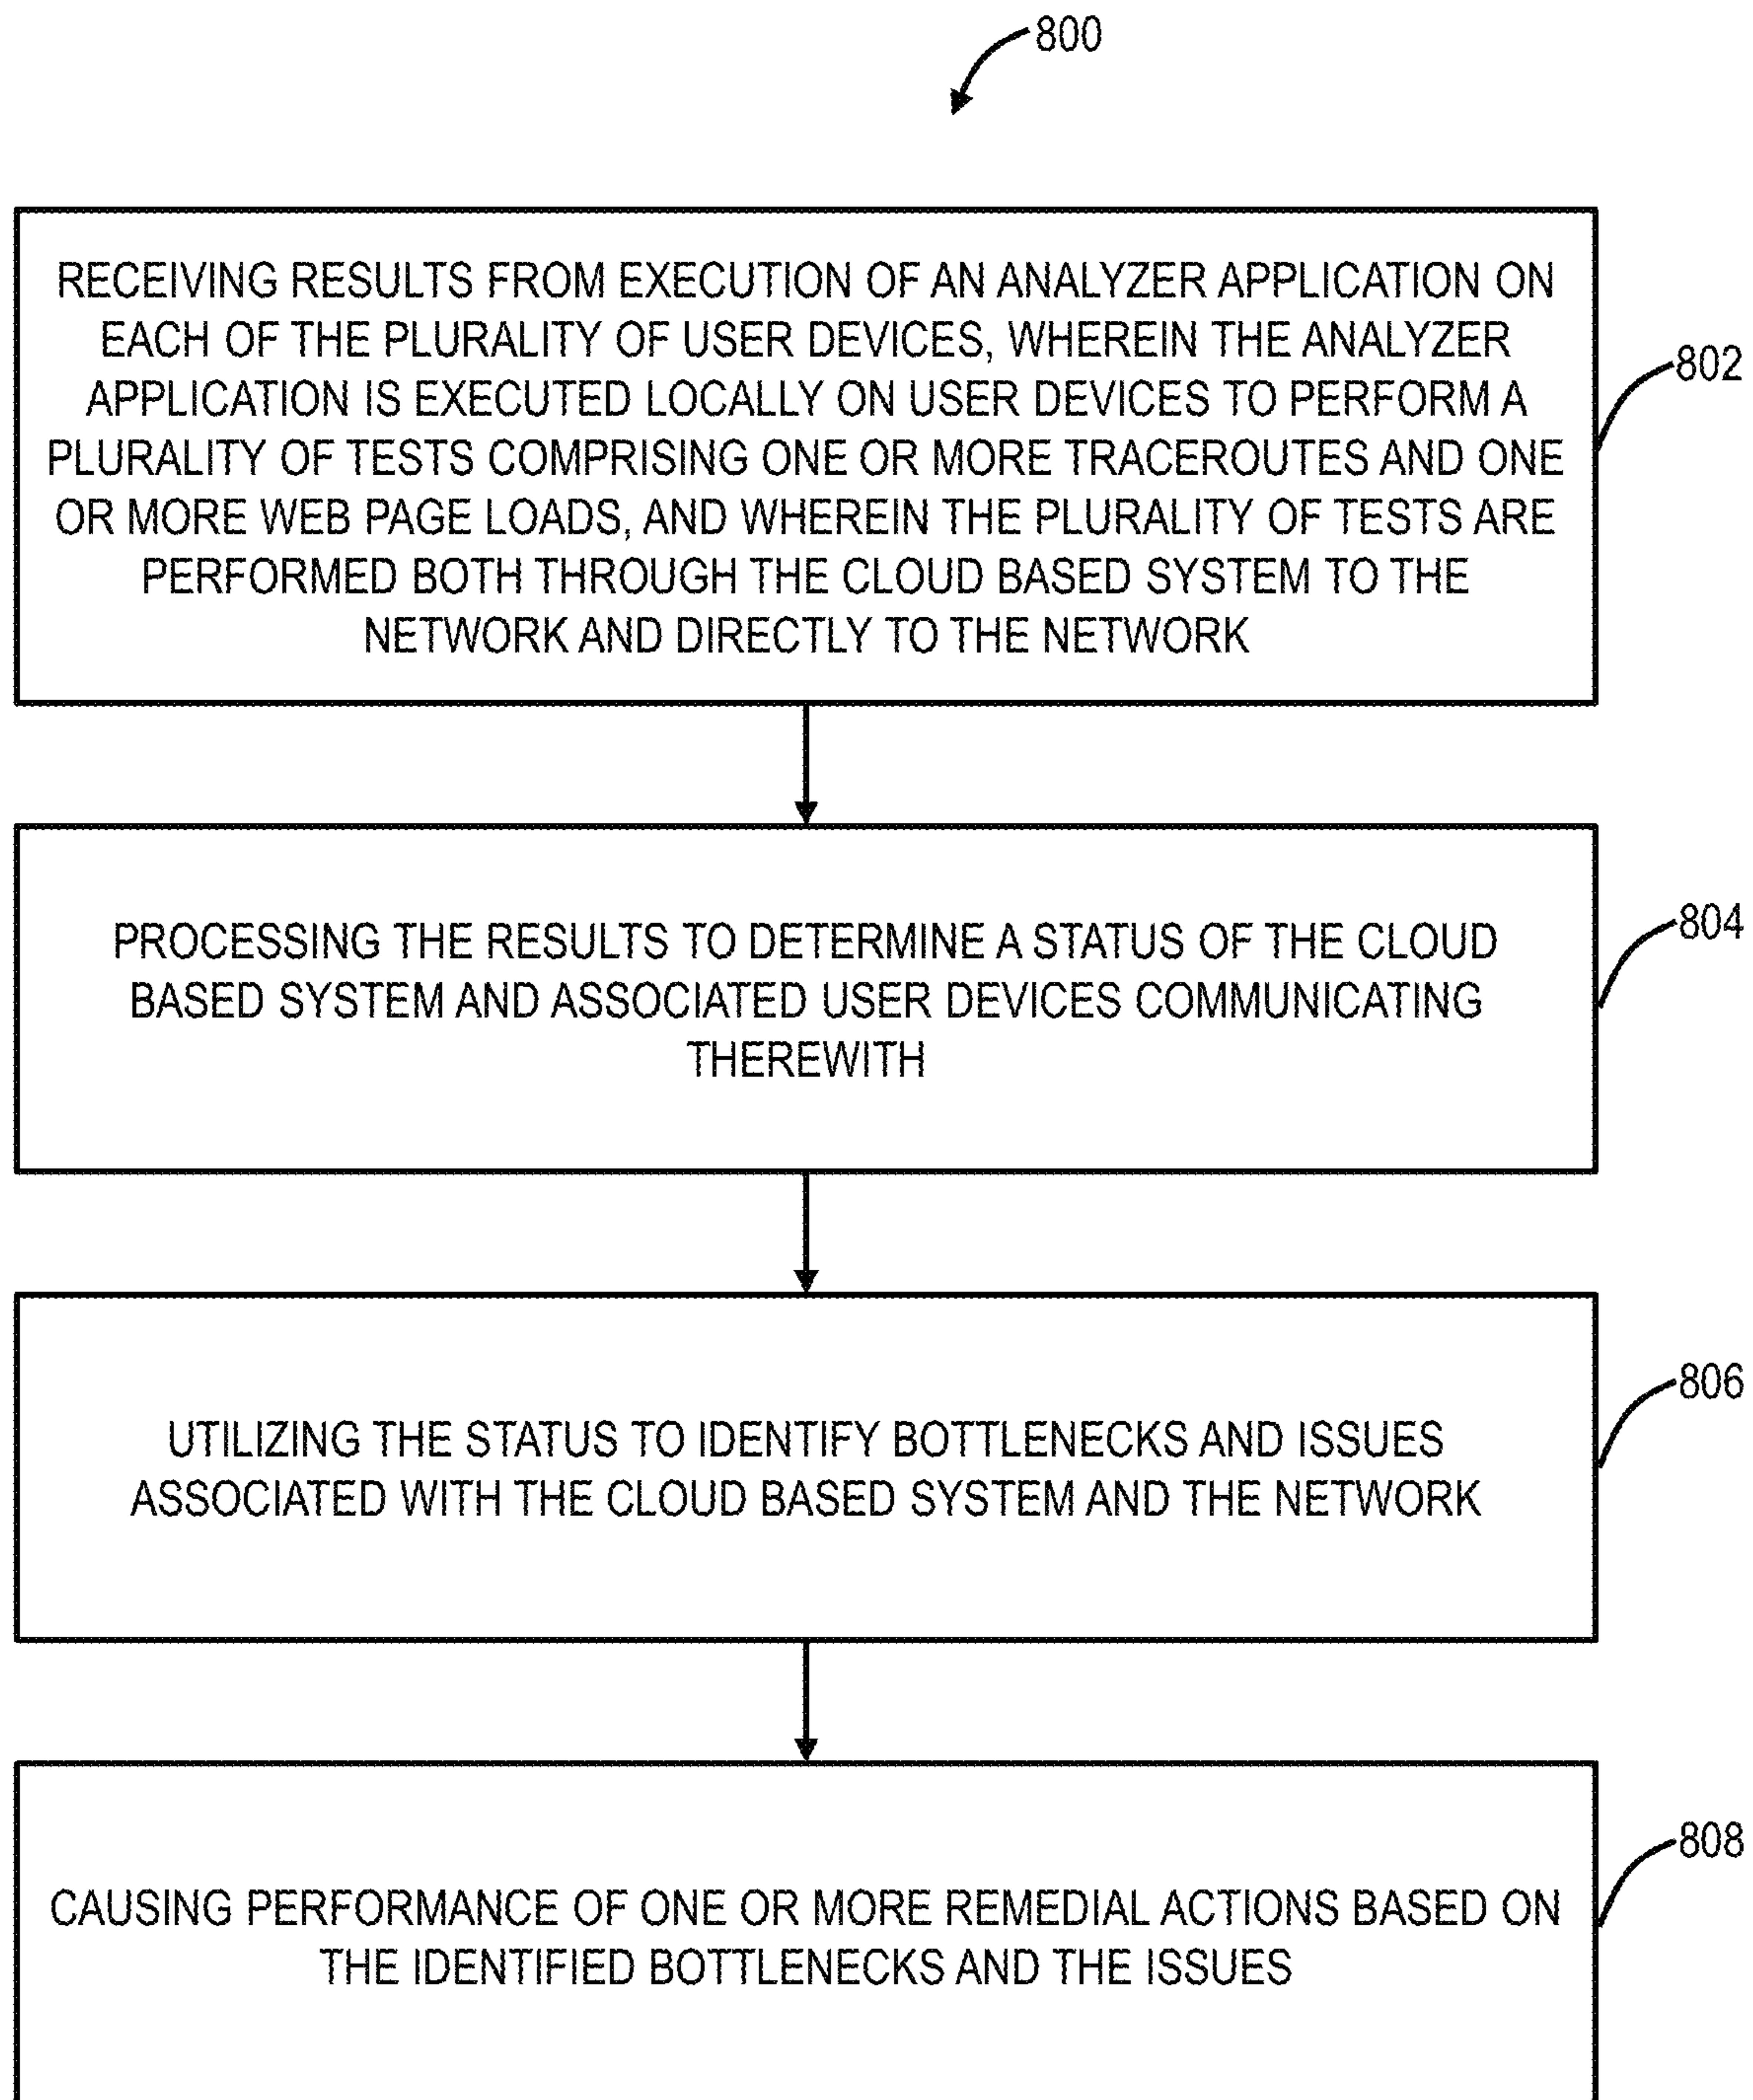 800
RECEIVING RESULTS FROM EXECUTION OF AN ANALYZER APPLICATION ON
EACH OF THE PLURALITY OF USER DEVICES, WHEREIN THE ANALYZER
APPLICATION IS EXECUTED LOCALLY ON USER DEVICES TO PERFORM A
PLURALITY OF TESTS COMPRISING ONE OR MORE TRACEROUTES AND ONE
OR MORE WEB PAGE LOADS, AND WHEREIN THE PLURALITY OF TESTS ARE
PERFORMED BOTH THROUGH THE CLOUD BASED SYSTEM TO THE
NETWORK AND DIRECTLY TO THE NETWORK
802
PROCESSING THE RESULTS TO DETERMINE A STATUS OF THE CLOUD
BASED SYSTEM AND ASSOCIATED USER DEVICES COMMUNICATING
THEREWITH
804
UTILIZING THE STATUS TO IDENTIFY BOTTLENECKS AND ISSUES
ASSOCIATED WITH THE CLOUD BASED SYSTEM AND THE NETWORK
806
CAUSING PERFORMANCE OF ONE OR MORE REMEDIAL ACTIONS BASED ON
THE IDENTIFIED BOTTLENECKS AND THE ISSUES
808